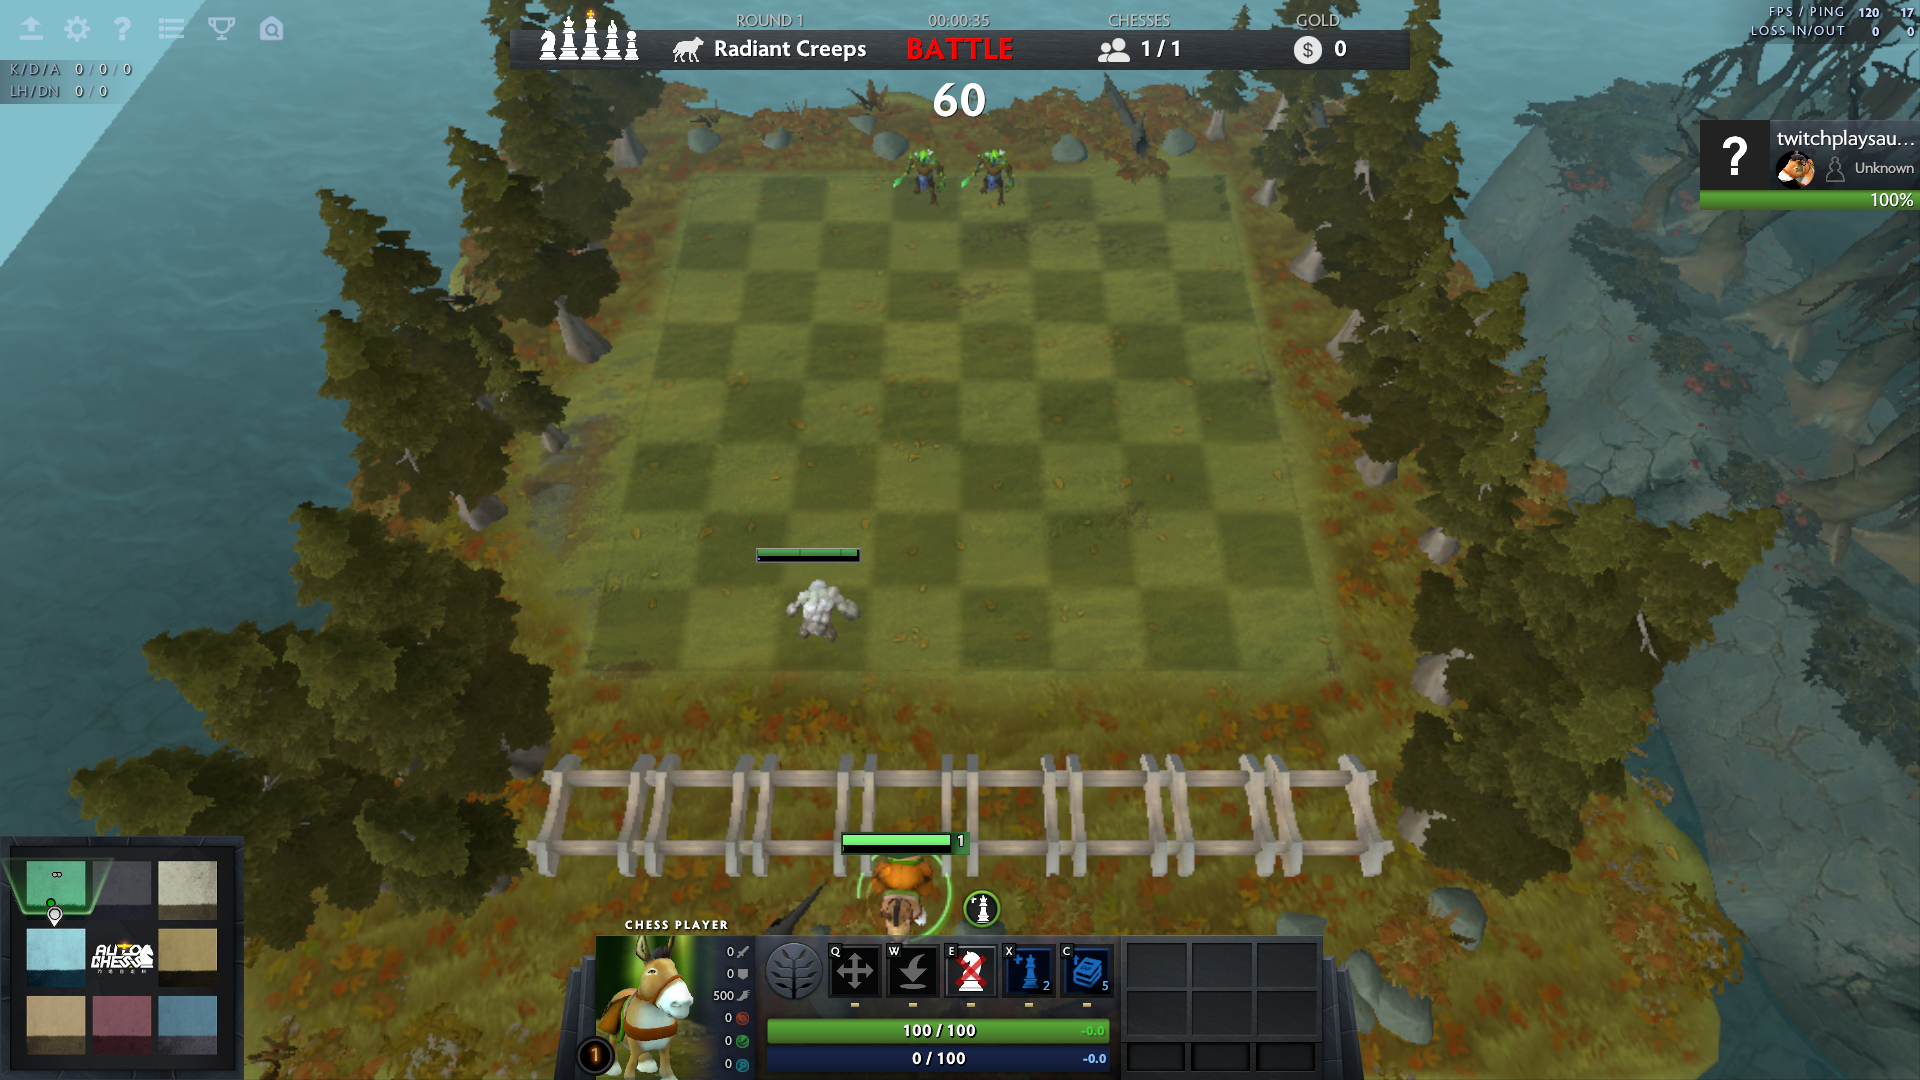 ROUND 1
00:00:35
CHESSES
GOLD
Radiant Creeps
BATTLE
1 / 1
$ 0
60
FPS / PING 120 17
LOSS IN/OUT 0 0
K/D/A 0 / 0 / 0
LH/DN 0 / 0
?
twitchplaysau...
Unknown
100%
1
CHESS PLAYER
0
0
500
0
0
0
1
Q
W
E
X
2
C
5
100 / 100
-0.0
0 / 100
-0.0
AUTO
CHESS